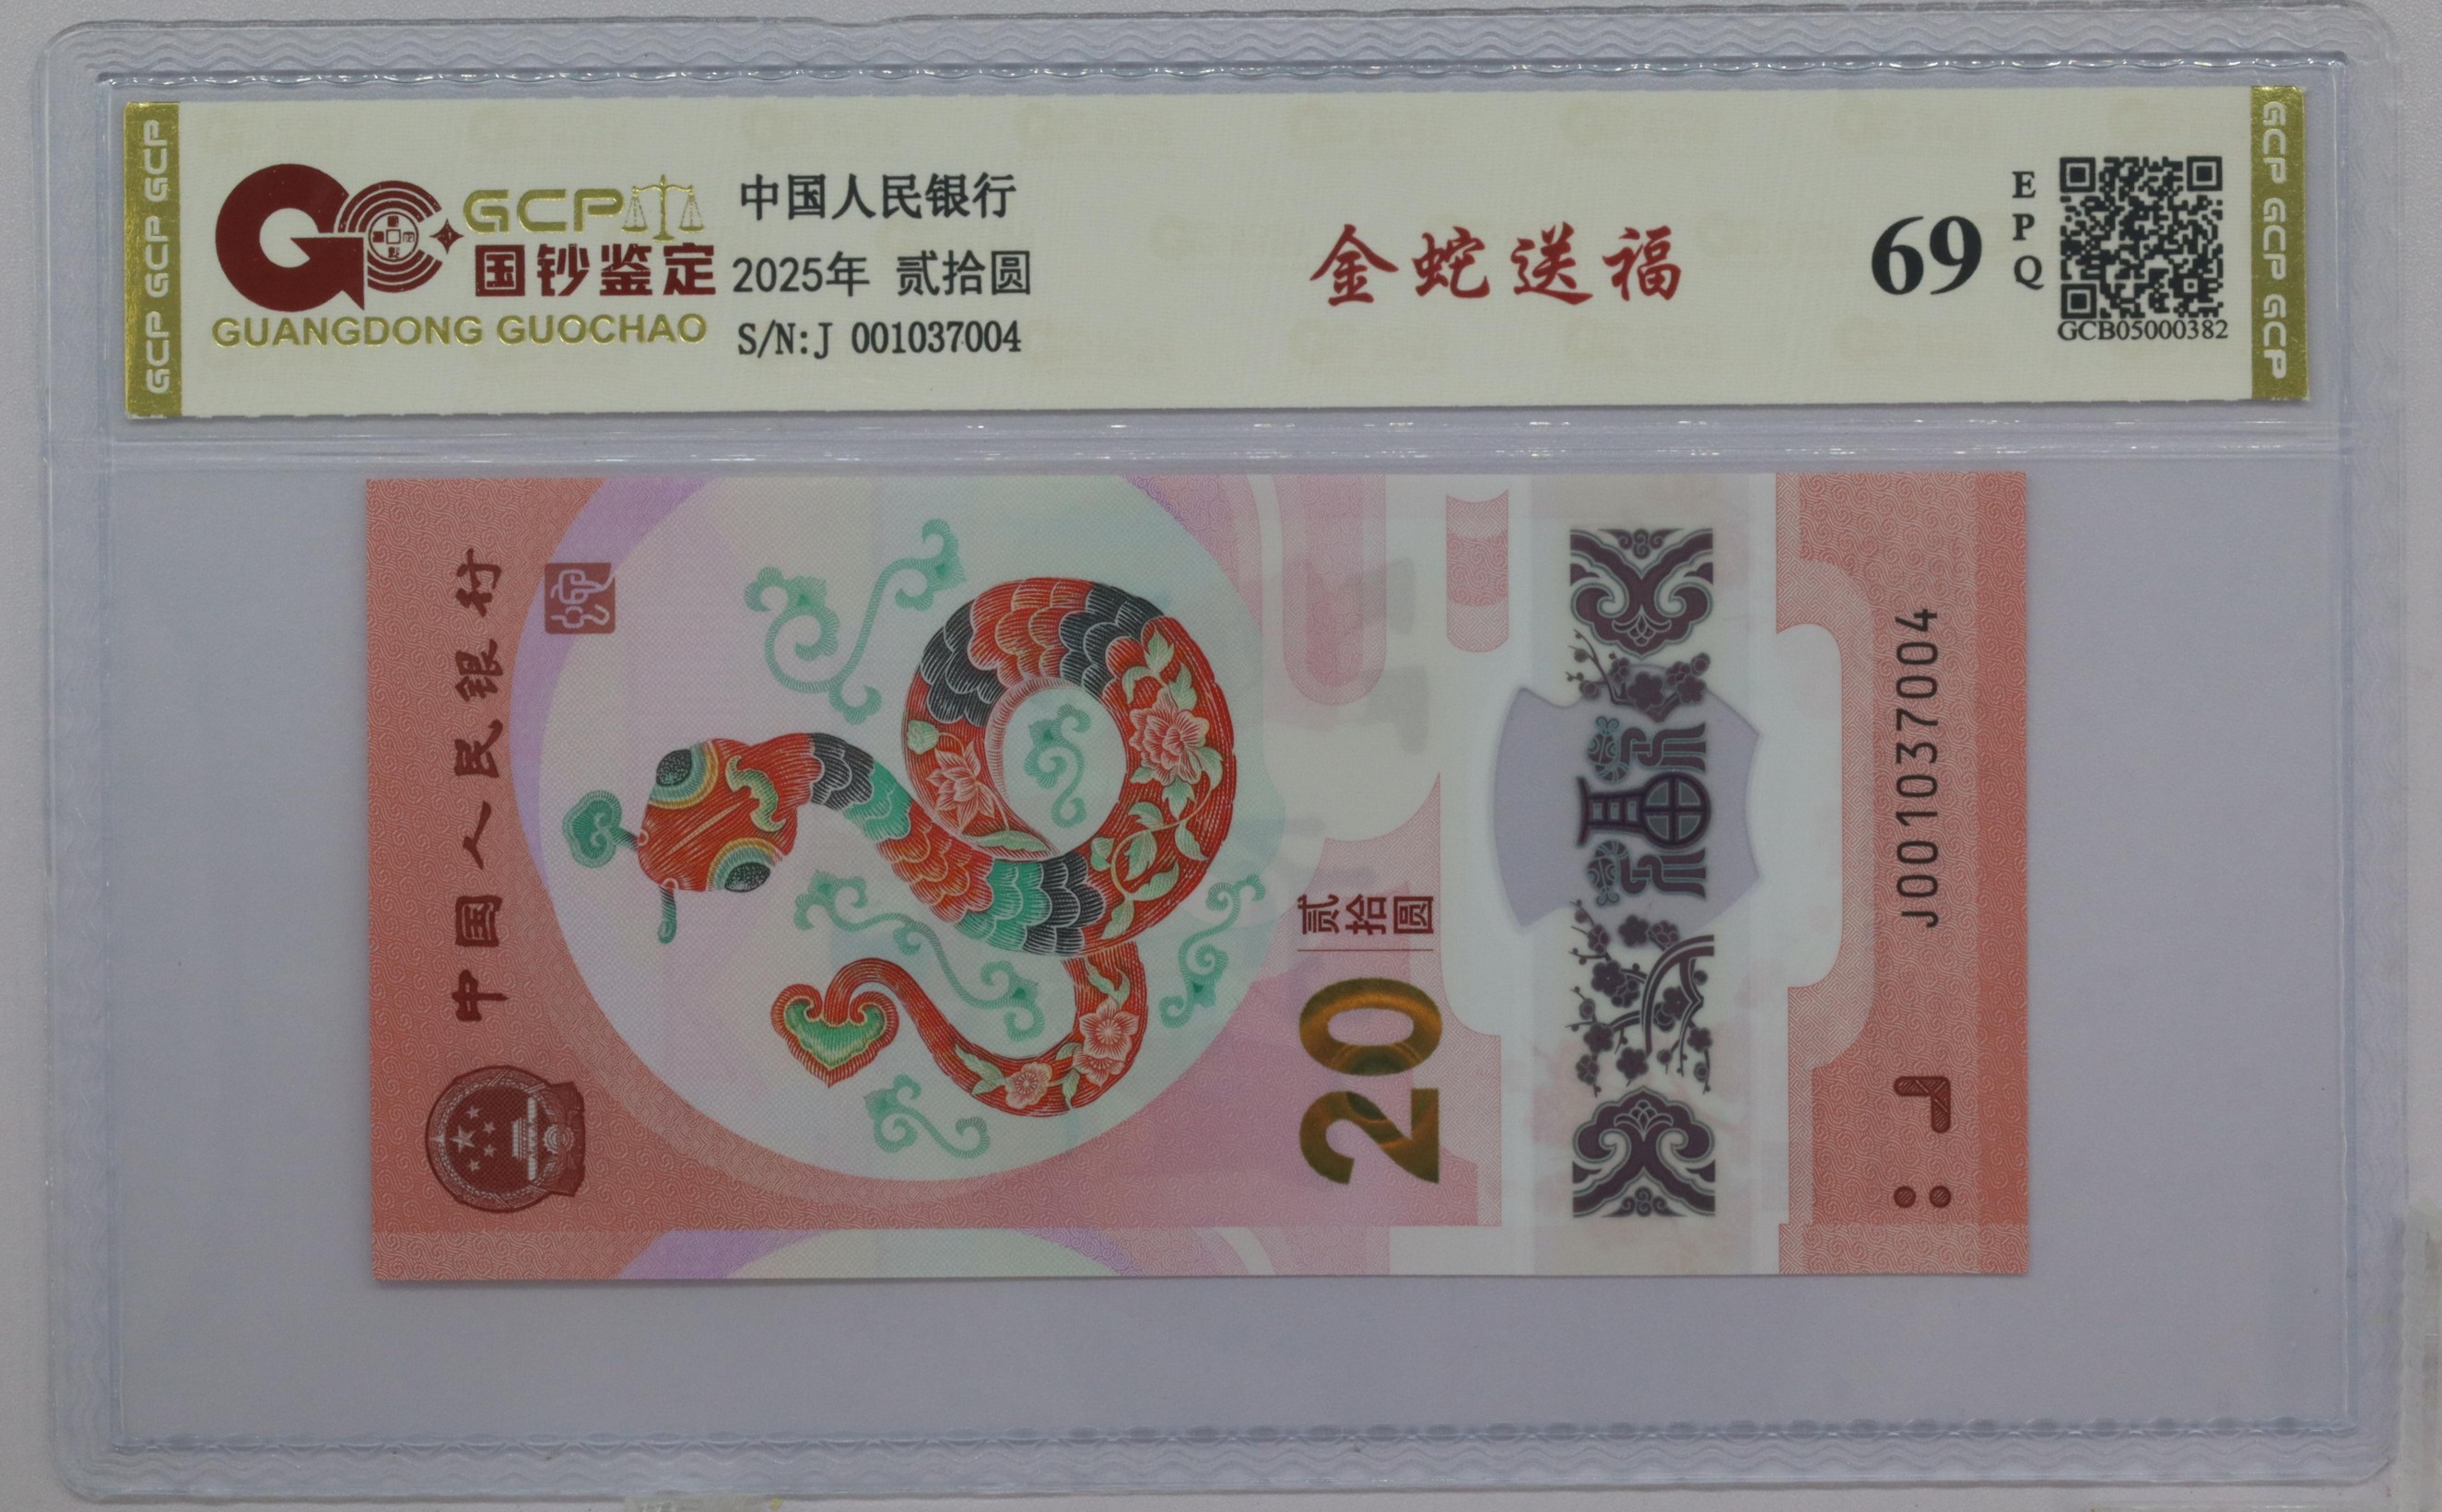 GCP GCP GCP
GCP
国钞鉴定
GUANGDONG GUOCHAO
中国人民银行
2025年 贰拾圆
S/N:J 001037004
金蛇送福
69
EPQ
GCB05000382
GCP GCP GCP
中国人民银行
20
贰拾圆
福
J001037004